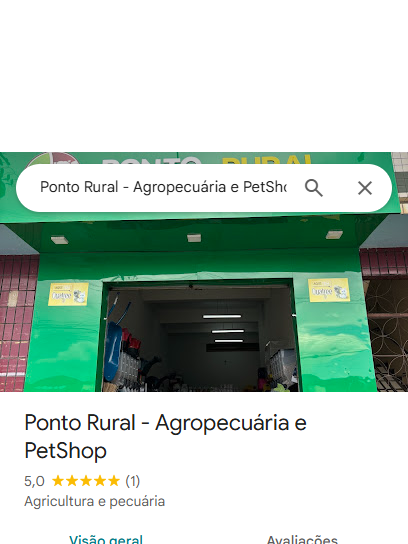 PONTO RURAL
Ponto Rural - Agropecuária e PetSho
Ponto Rural - Agropecuária e
PetShop
5,0 (1)
Agricultura e pecuária
Visão geral Avaliações